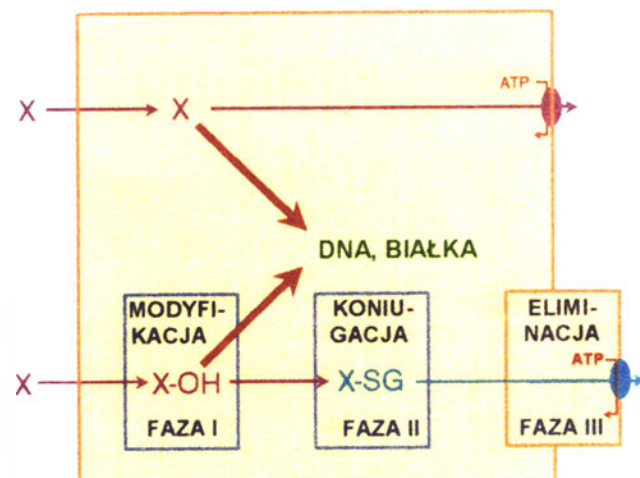 ATP
X
X
DNA, BIAŁKA
MODYFI-
KACJA
KONIU-
GACJA
ELIMI-
NACJA
ATP
X
X-OH
X-SG
FAZA I
FAZA II
FAZA III